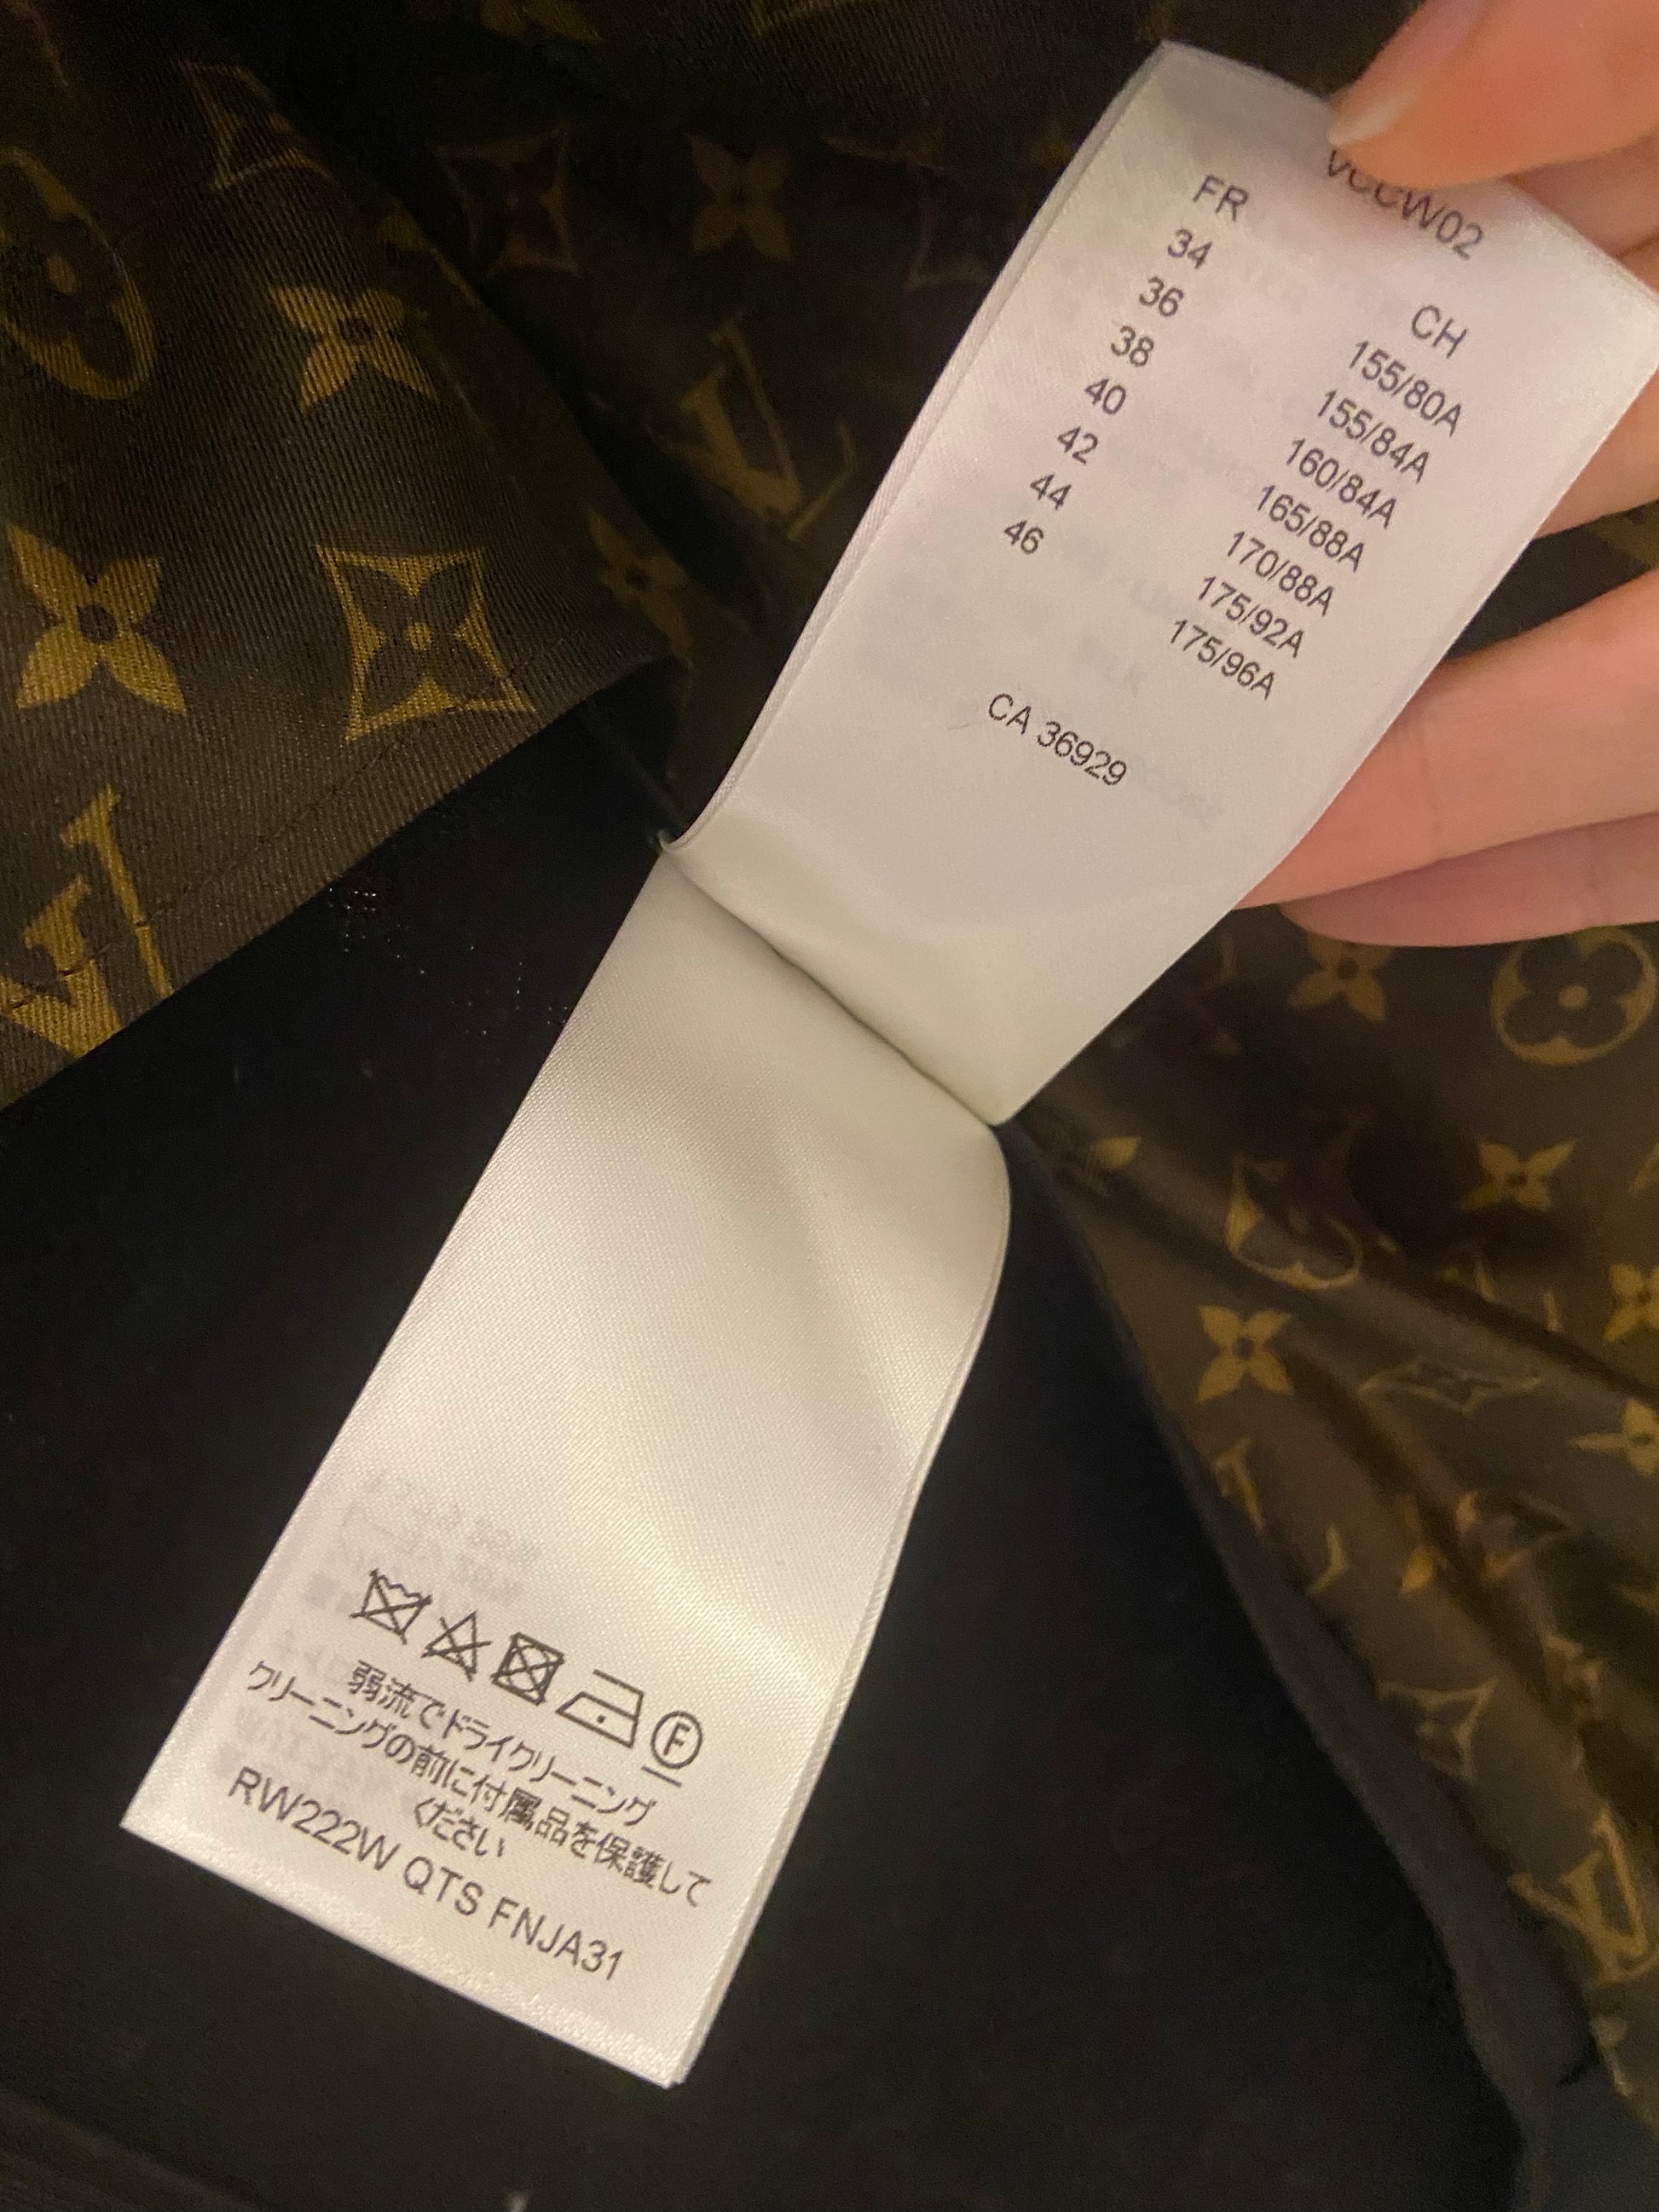 VCCW02
FR CH
34 155/80A
36 155/84A
38 160/84A
40 165/88A
42 170/88A
44 175/92A
46 175/96A
CA 36929
F
弱流でドライクリーニング
クリーニングの前に付属品を保護して
ください
RW222W QTS FNJA31